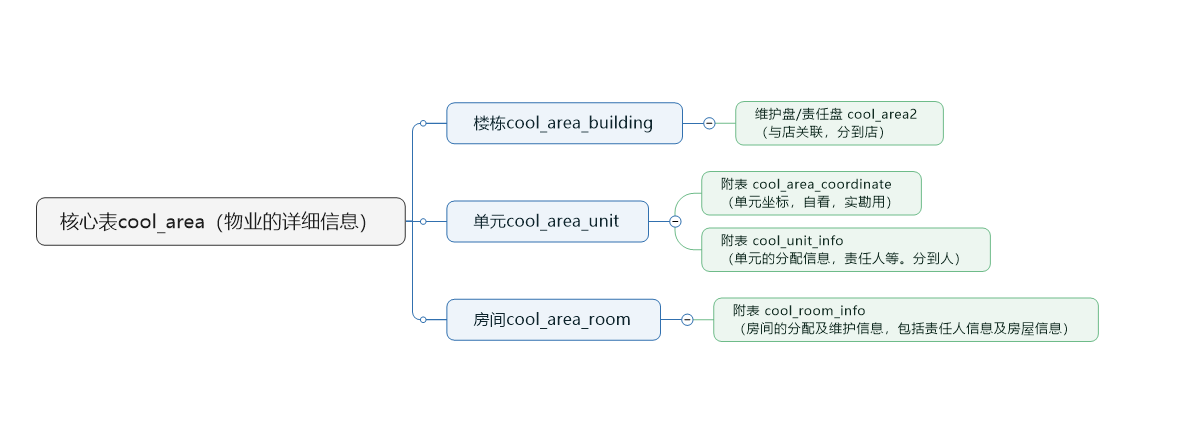 核心表cool_area（物业的详细信息）
楼栋cool_area_building
维护盘/责任盘 cool_area2
（与店关联，分到店）
单元cool_area_unit
附表 cool_area_coordinate
（单元坐标，自看，实勘用）
附表 cool_unit_info
（单元的分配信息，责任人等。分到人）
房间cool_area_room
附表 cool_room_info
（房间的分配及维护信息，包括责任人信息及房屋信息）